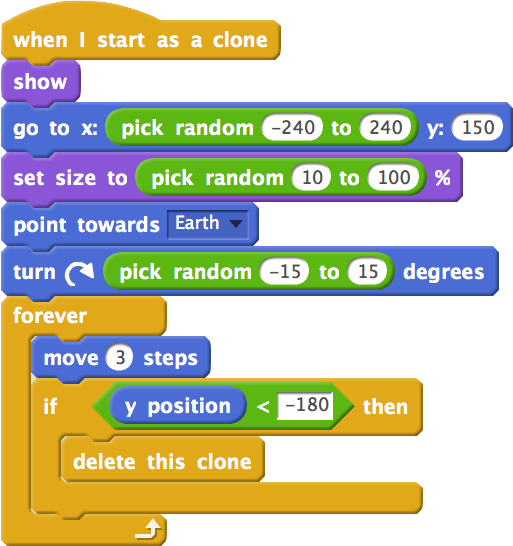 when I start as a clone
show
go to x: pick random -240 to 240 y: 150
set size to pick random 10 to 100 %
point towards Earth
turn pick random -15 to 15 degrees
forever
move 3 steps
if y position < -180 then
delete this clone